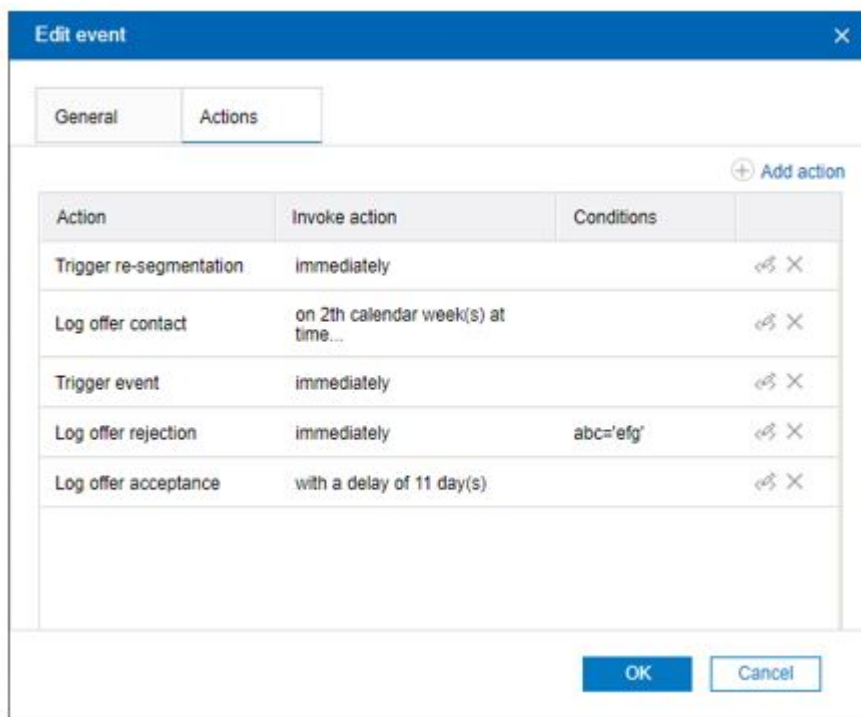 Edit event
General Actions
Add action
Action Invoke action Conditions
Trigger re-segmentation immediately
Log offer contact on 2th calendar week(s) at
time...
Trigger event immediately
Log offer rejection immediately abc='efg'
Log offer acceptance with a delay of 11 day(s)
OK Cancel